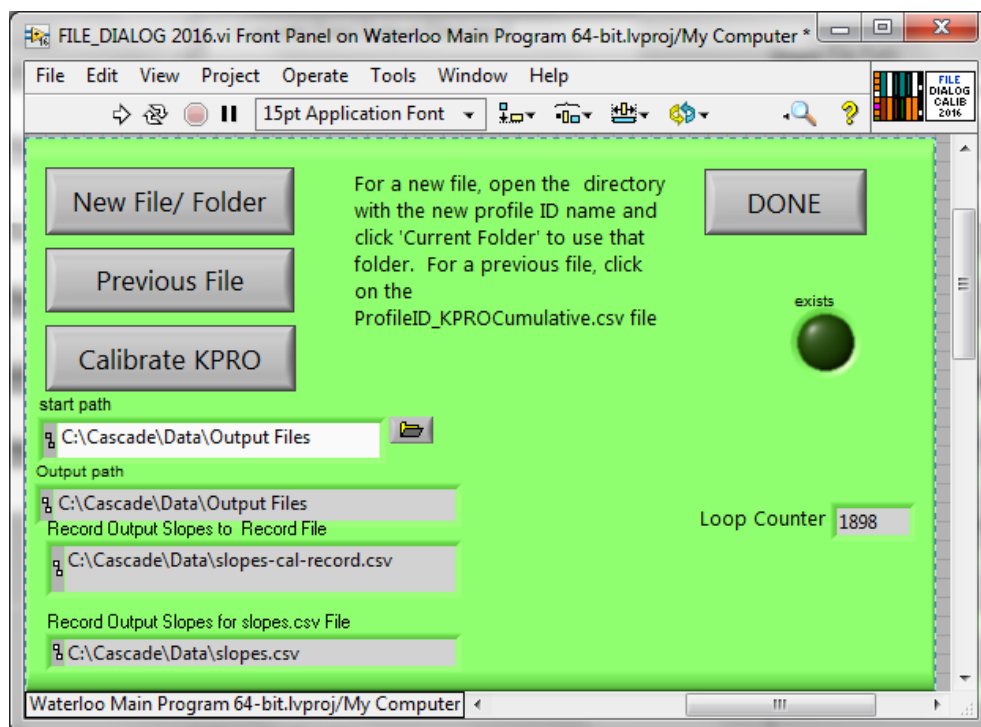 FILE_DIALOG 2016.vi Front Panel on Waterloo Main Program 64-bit.lvproj/My Computer *
File Edit View Project Operate Tools Window Help
15pt Application Font
FILE
DIALOG
CALIB
2016
New File/ Folder
For a new file, open the directory
with the new profile ID name and
click 'Current Folder' to use that
folder. For a previous file, click
on the
ProfileID_KPROCumulative.csv file
DONE
Previous File
exists
Calibrate KPRO
start path
C:\Cascade\Data\Output Files
Output path
C:\Cascade\Data\Output Files
Record Output Slopes to Record File
C:\Cascade\Data\slopes-cal-record.csv
Loop Counter 1898
Record Output Slopes for slopes.csv File
C:\Cascade\Data\slopes.csv
Waterloo Main Program 64-bit.lvproj/My Computer